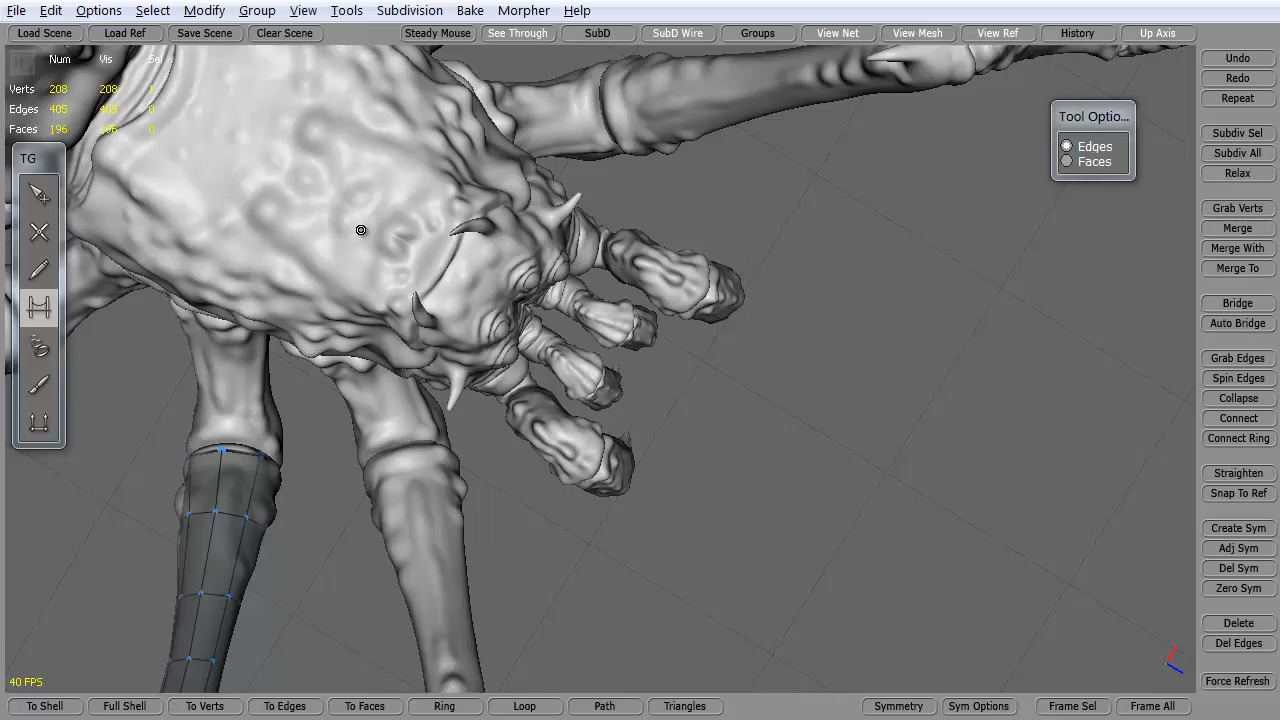 File Edit Options Select Modify Group View Tools Subdivision Bake Morpher Help
Load Scene Load Ref Save Scene Clear Scene Steady Mouse See Through SubD SubD Wire Groups View Net View Mesh View Ref History Up Axis
Num Vis Sel
Verts 208 208 1
Edges 405 405 0
Faces 196 196 0
TG
Tool Optio...
Edges
Faces
Undo
Redo
Repeat
Subdiv Sel
Subdiv All
Relax
Grab Verts
Merge
Merge With
Merge To
Bridge
Auto Bridge
Grab Edges
Spin Edges
Collapse
Connect
Connect Ring
Straighten
Snap To Ref
Create Sym
Adj Sym
Del Sym
Zero Sym
Delete
Del Edges
Force Refresh
40 FPS
To Shell Full Shell To Verts To Edges To Faces Ring Loop Path Triangles Symmetry Sym Options Frame Sel Frame All